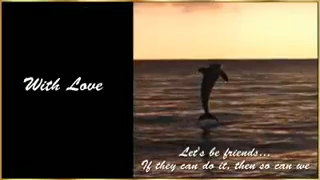 With Love
Let's be friends...
If they can do it, then so can we